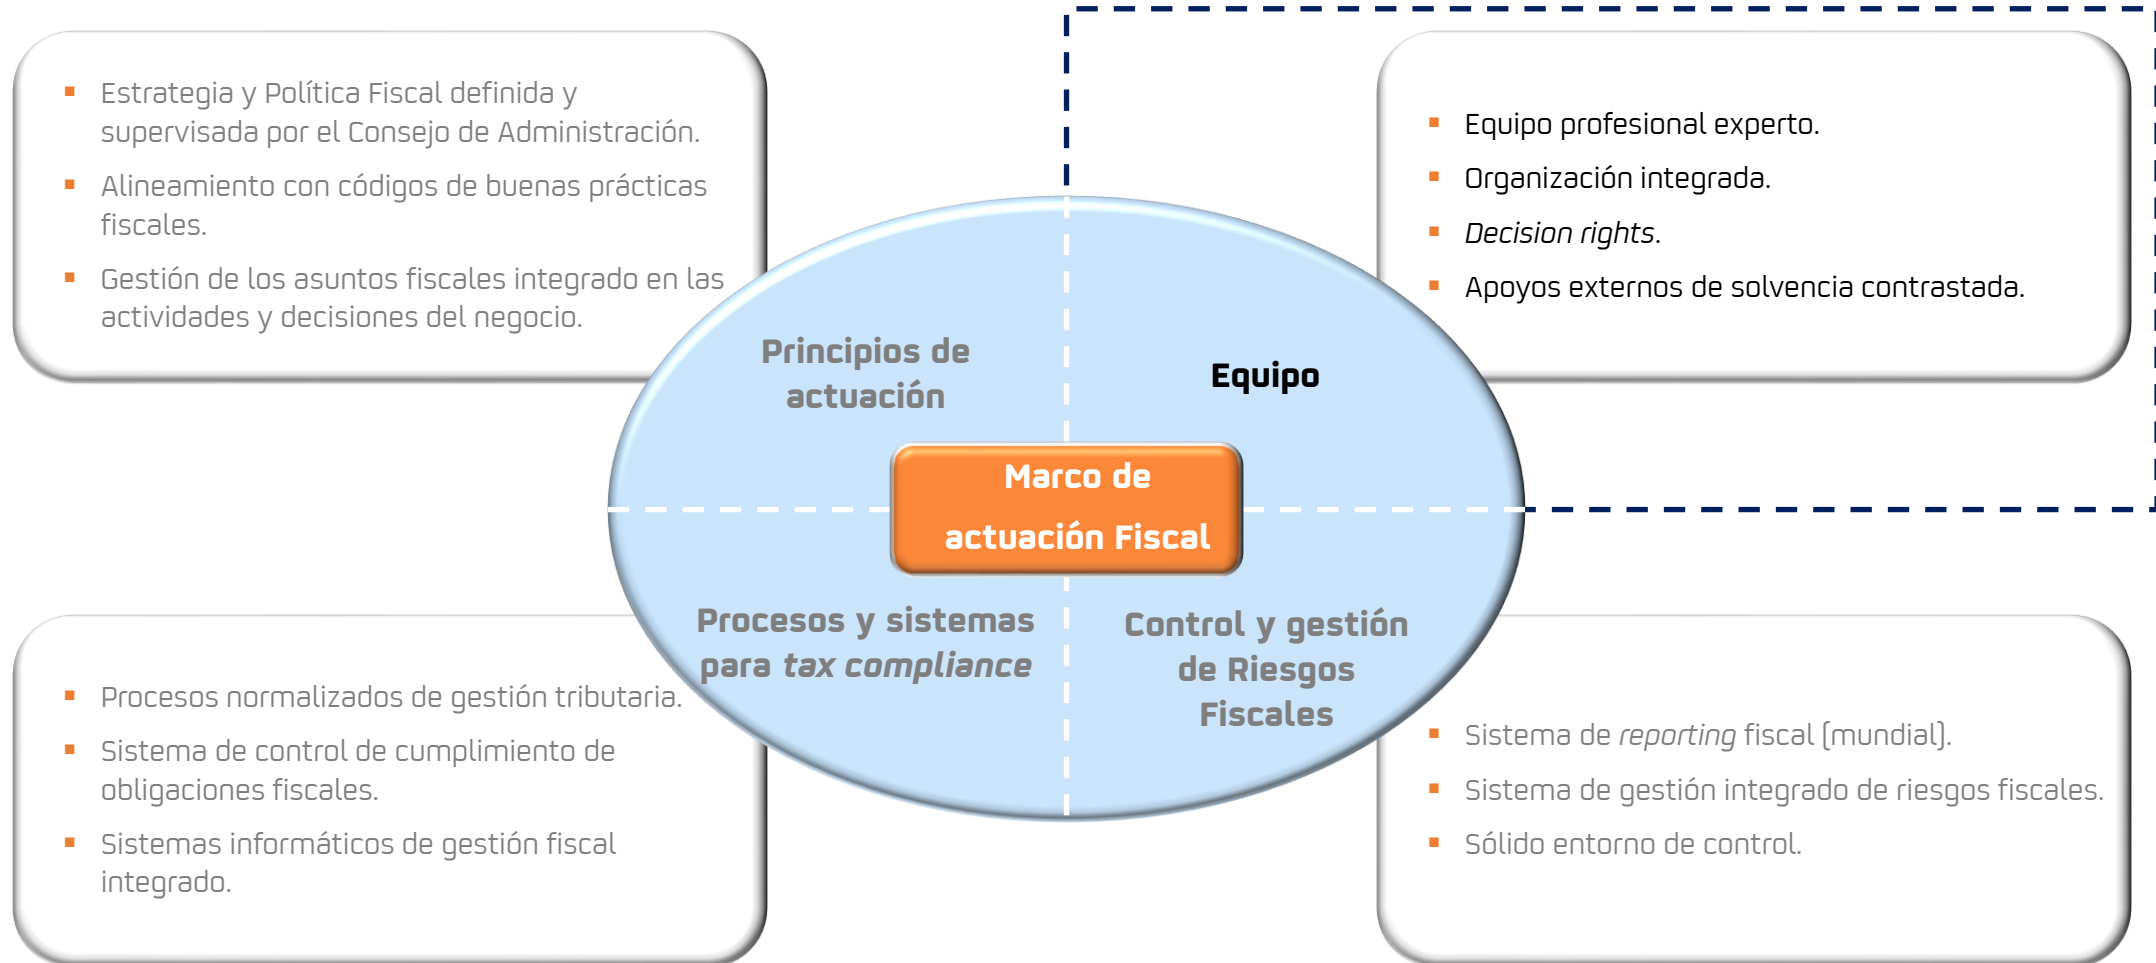 Estrategia y Política Fiscal definida y
supervisada por el Consejo de Administración.
Alineamiento con códigos de buenas prácticas
fiscales.
Gestión de los asuntos fiscales integrado en las
actividades y decisiones del negocio.
Equipo profesional experto.
Organización integrada.
Decision rights.
Apoyos externos de solvencia contrastada.
Principios de
actuación
Equipo
Marco de
actuación Fiscal
Procesos y sistemas
para tax compliance
Control y gestión
de Riesgos
Fiscales
Procesos normalizados de gestión tributaria.
Sistema de control de cumplimiento de
obligaciones fiscales.
Sistemas informáticos de gestión fiscal
integrado.
Sistema de reporting fiscal (mundial).
Sistema de gestión integrado de riesgos fiscales.
Sólido entorno de control.